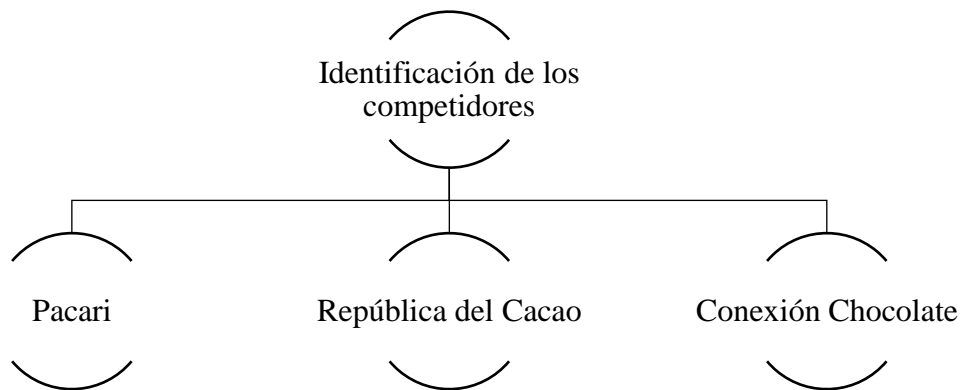 Identificación de los
competidores
Pacari
República del Cacao
Conexión Chocolate